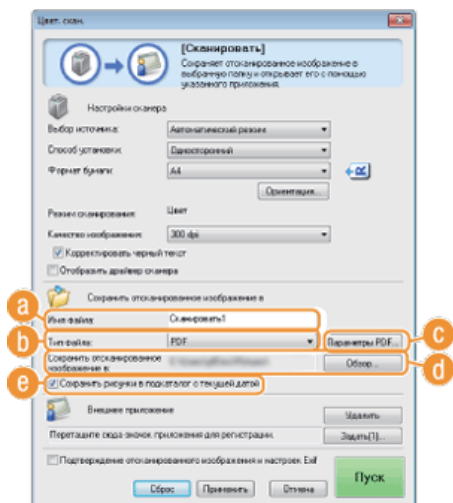 Цвет. скан.
[Сканировать]
Сохраняет отсканированное изображение в
выбранную папку и открывает его с помощью
указанного приложения.
Настройки сканера
Выбор источника: Автоматический режим
Способ установки: Односторонний
Формат бумаги: A4
Ориентация...
Режим сканирования: Цвет
Качество изображения: 300 dpi
Корректировать черный текст
Отобразить драйвер сканера
Сохранить отсканированное изображение в
a
Имя файла: Сканировать1
b
Тип файла: PDF Параметры PDF...
c
Сохранить отсканированное
изображение в: Обзор...
d
e
Сохранить рисунки в подкаталог с текущей датой
Внешнее приложение
Удалить
Перетащите сюда значок приложения для регистрации. Задать(1)...
Подтверждение отсканированного изображения и настроек Exif
Сброс Применить Отмена Пуск